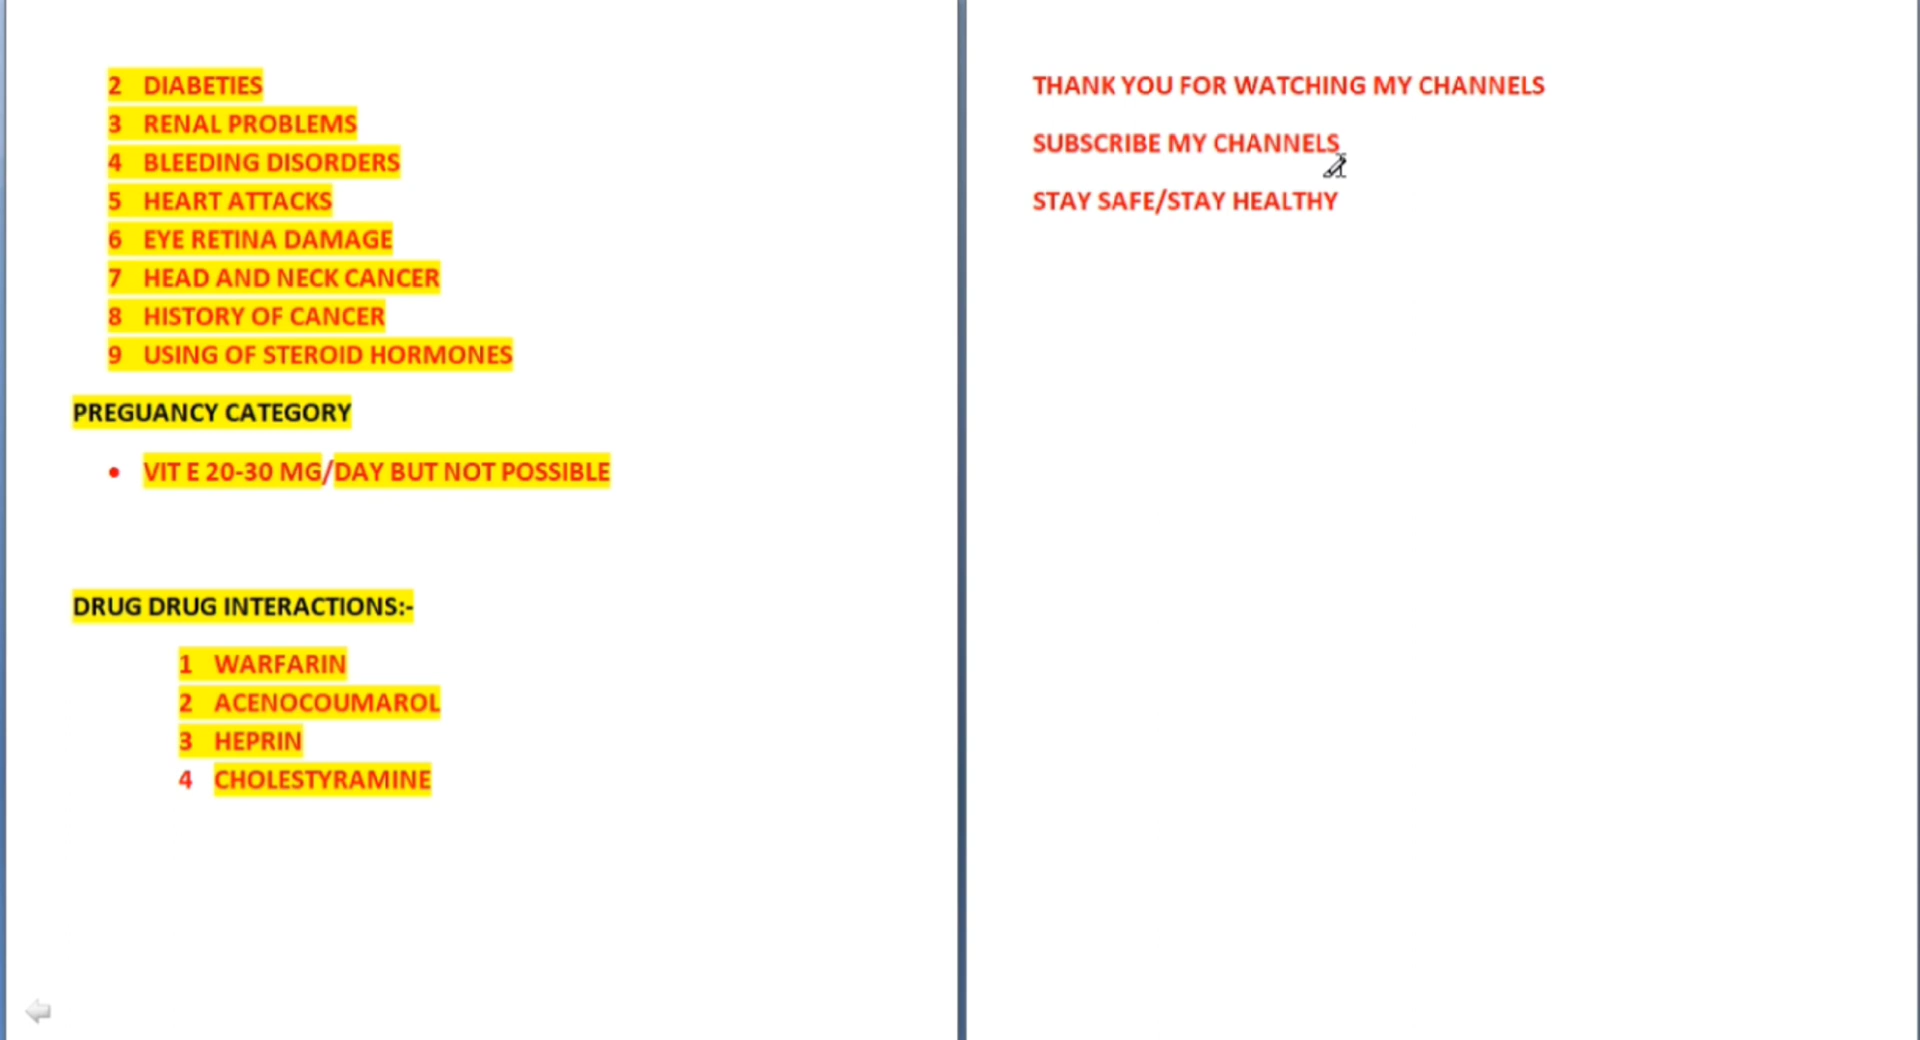 2 DIABETIES
3 RENAL PROBLEMS
4 BLEEDING DISORDERS
5 HEART ATTACKS
6 EYE RETINA DAMAGE
7 HEAD AND NECK CANCER
8 HISTORY OF CANCER
9 USING OF STEROID HORMONES
PREGUANCY CATEGORY
• VIT E 20-30 MG/DAY BUT NOT POSSIBLE
DRUG DRUG INTERACTIONS:-
1 WARFARIN
2 ACENOCOUMAROL
3 HEPRIN
4 CHOLESTYRAMINE
THANK YOU FOR WATCHING MY CHANNELS
SUBSCRIBE MY CHANNELS
STAY SAFE/STAY HEALTHY